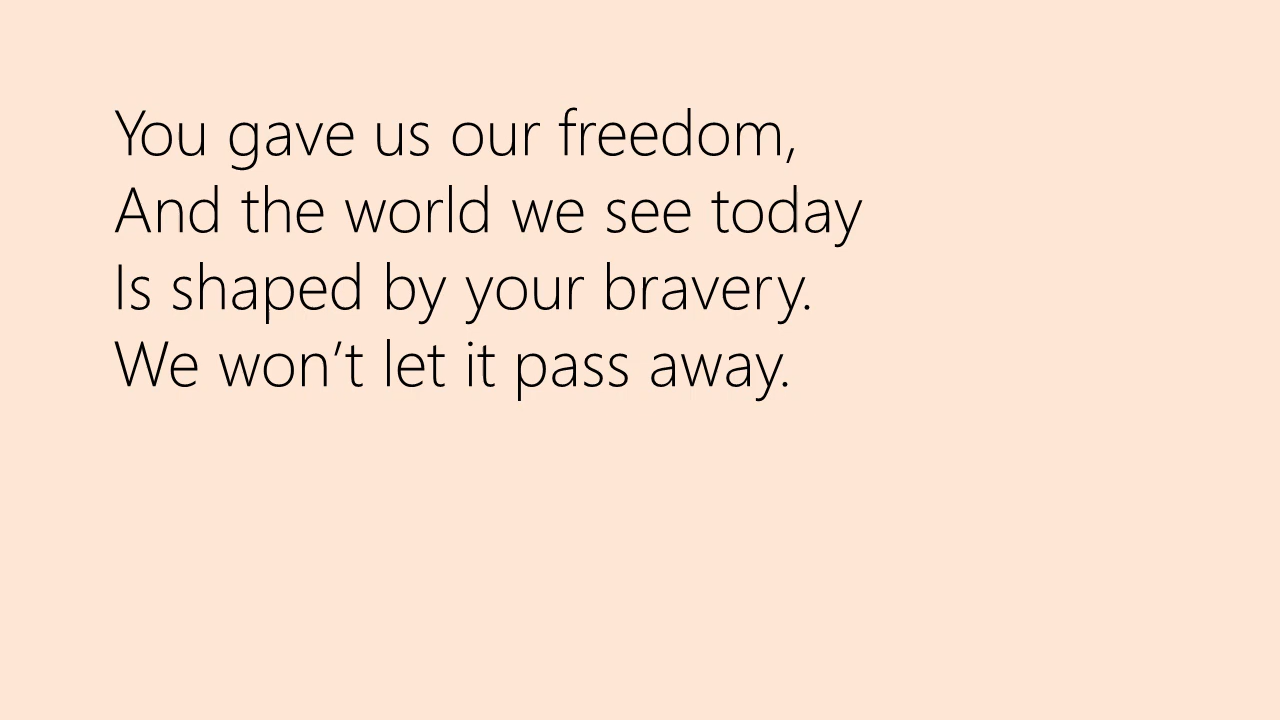 You gave us our freedom,
And the world we see today
Is shaped by your bravery.
We won’t let it pass away.